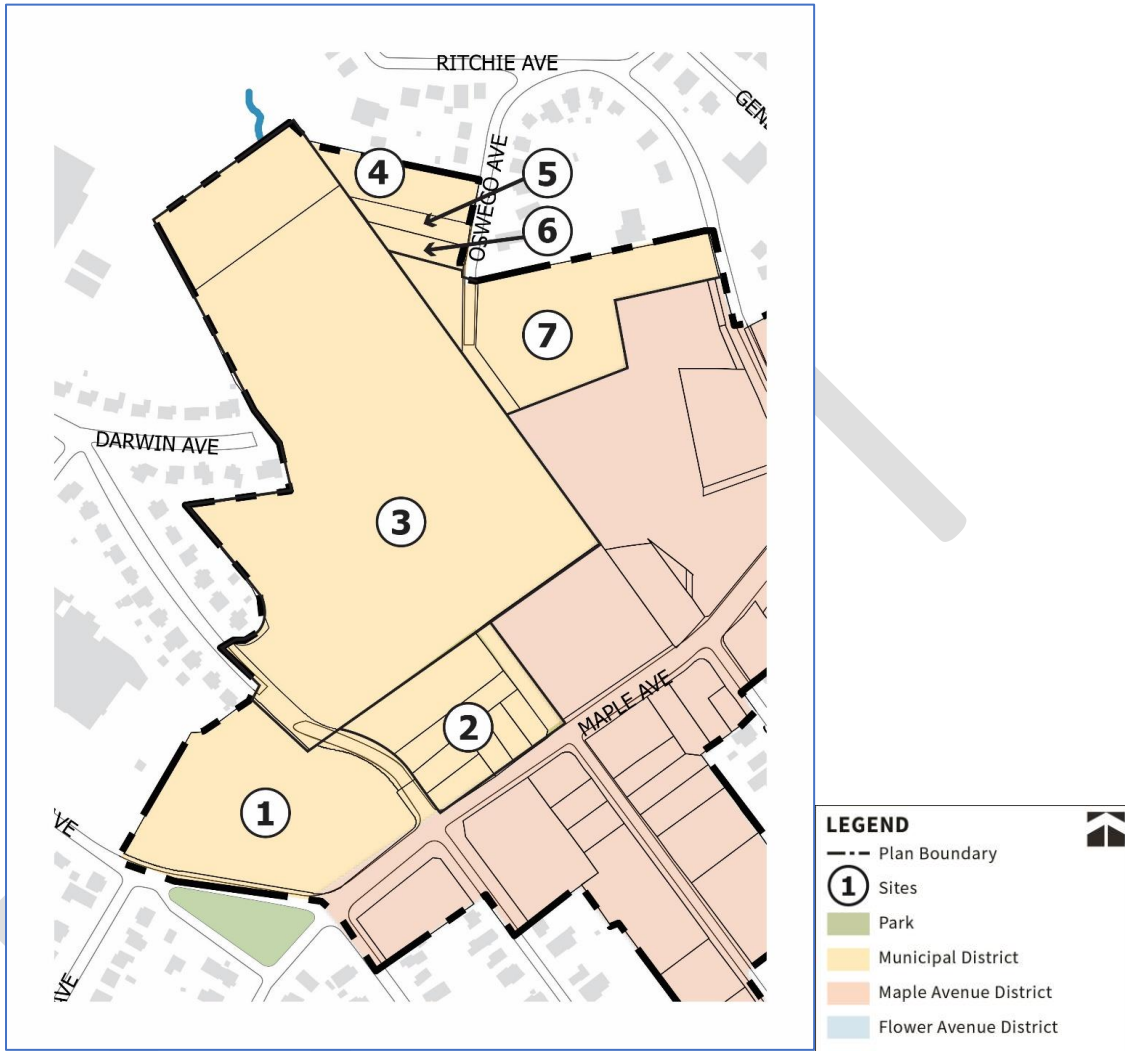 RITCHIE AVE
GEN
4
5
OSWEGO AVE
6
7
DARWIN AVE
3
MAPLE AVE
2
1
VE
VE
LEGEND
Plan Boundary
1 Sites
Park
Municipal District
Maple Avenue District
Flower Avenue District